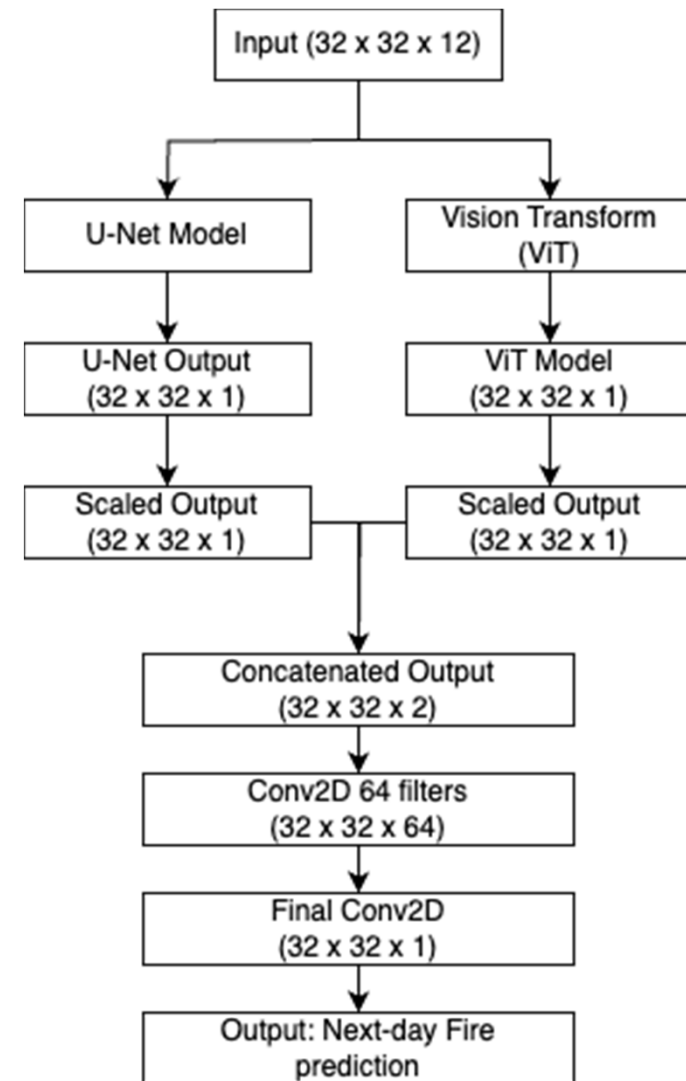 Input (32 x 32 x 12)
U-Net Model
Vision Transform
(ViT)
U-Net Output
(32 x 32 x 1)
ViT Model
(32 x 32 x 1)
Scaled Output
(32 x 32 x 1)
Scaled Output
(32 x 32 x 1)
Concatenated Output
(32 x 32 x 2)
Conv2D 64 filters
(32 x 32 x 64)
Final Conv2D
(32 x 32 x 1)
Output: Next-day Fire
prediction